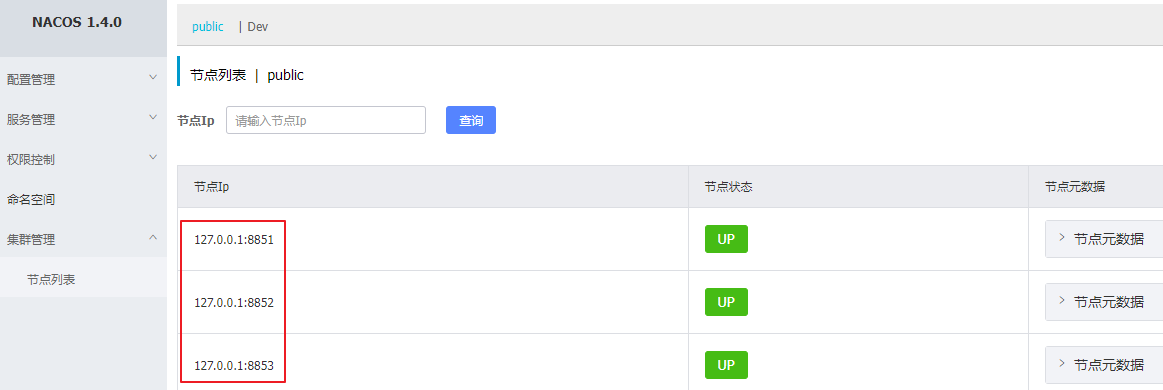 NACOS 1.4.0
配置管理
服务管理
权限控制
命名空间
集群管理
节点列表
public | Dev
节点列表 | public
节点Ip 请输入节点Ip 查询
节点Ip 节点状态 节点元数据
127.0.0.1:8851 UP 节点元数据
127.0.0.1:8852 UP 节点元数据
127.0.0.1:8853 UP 节点元数据